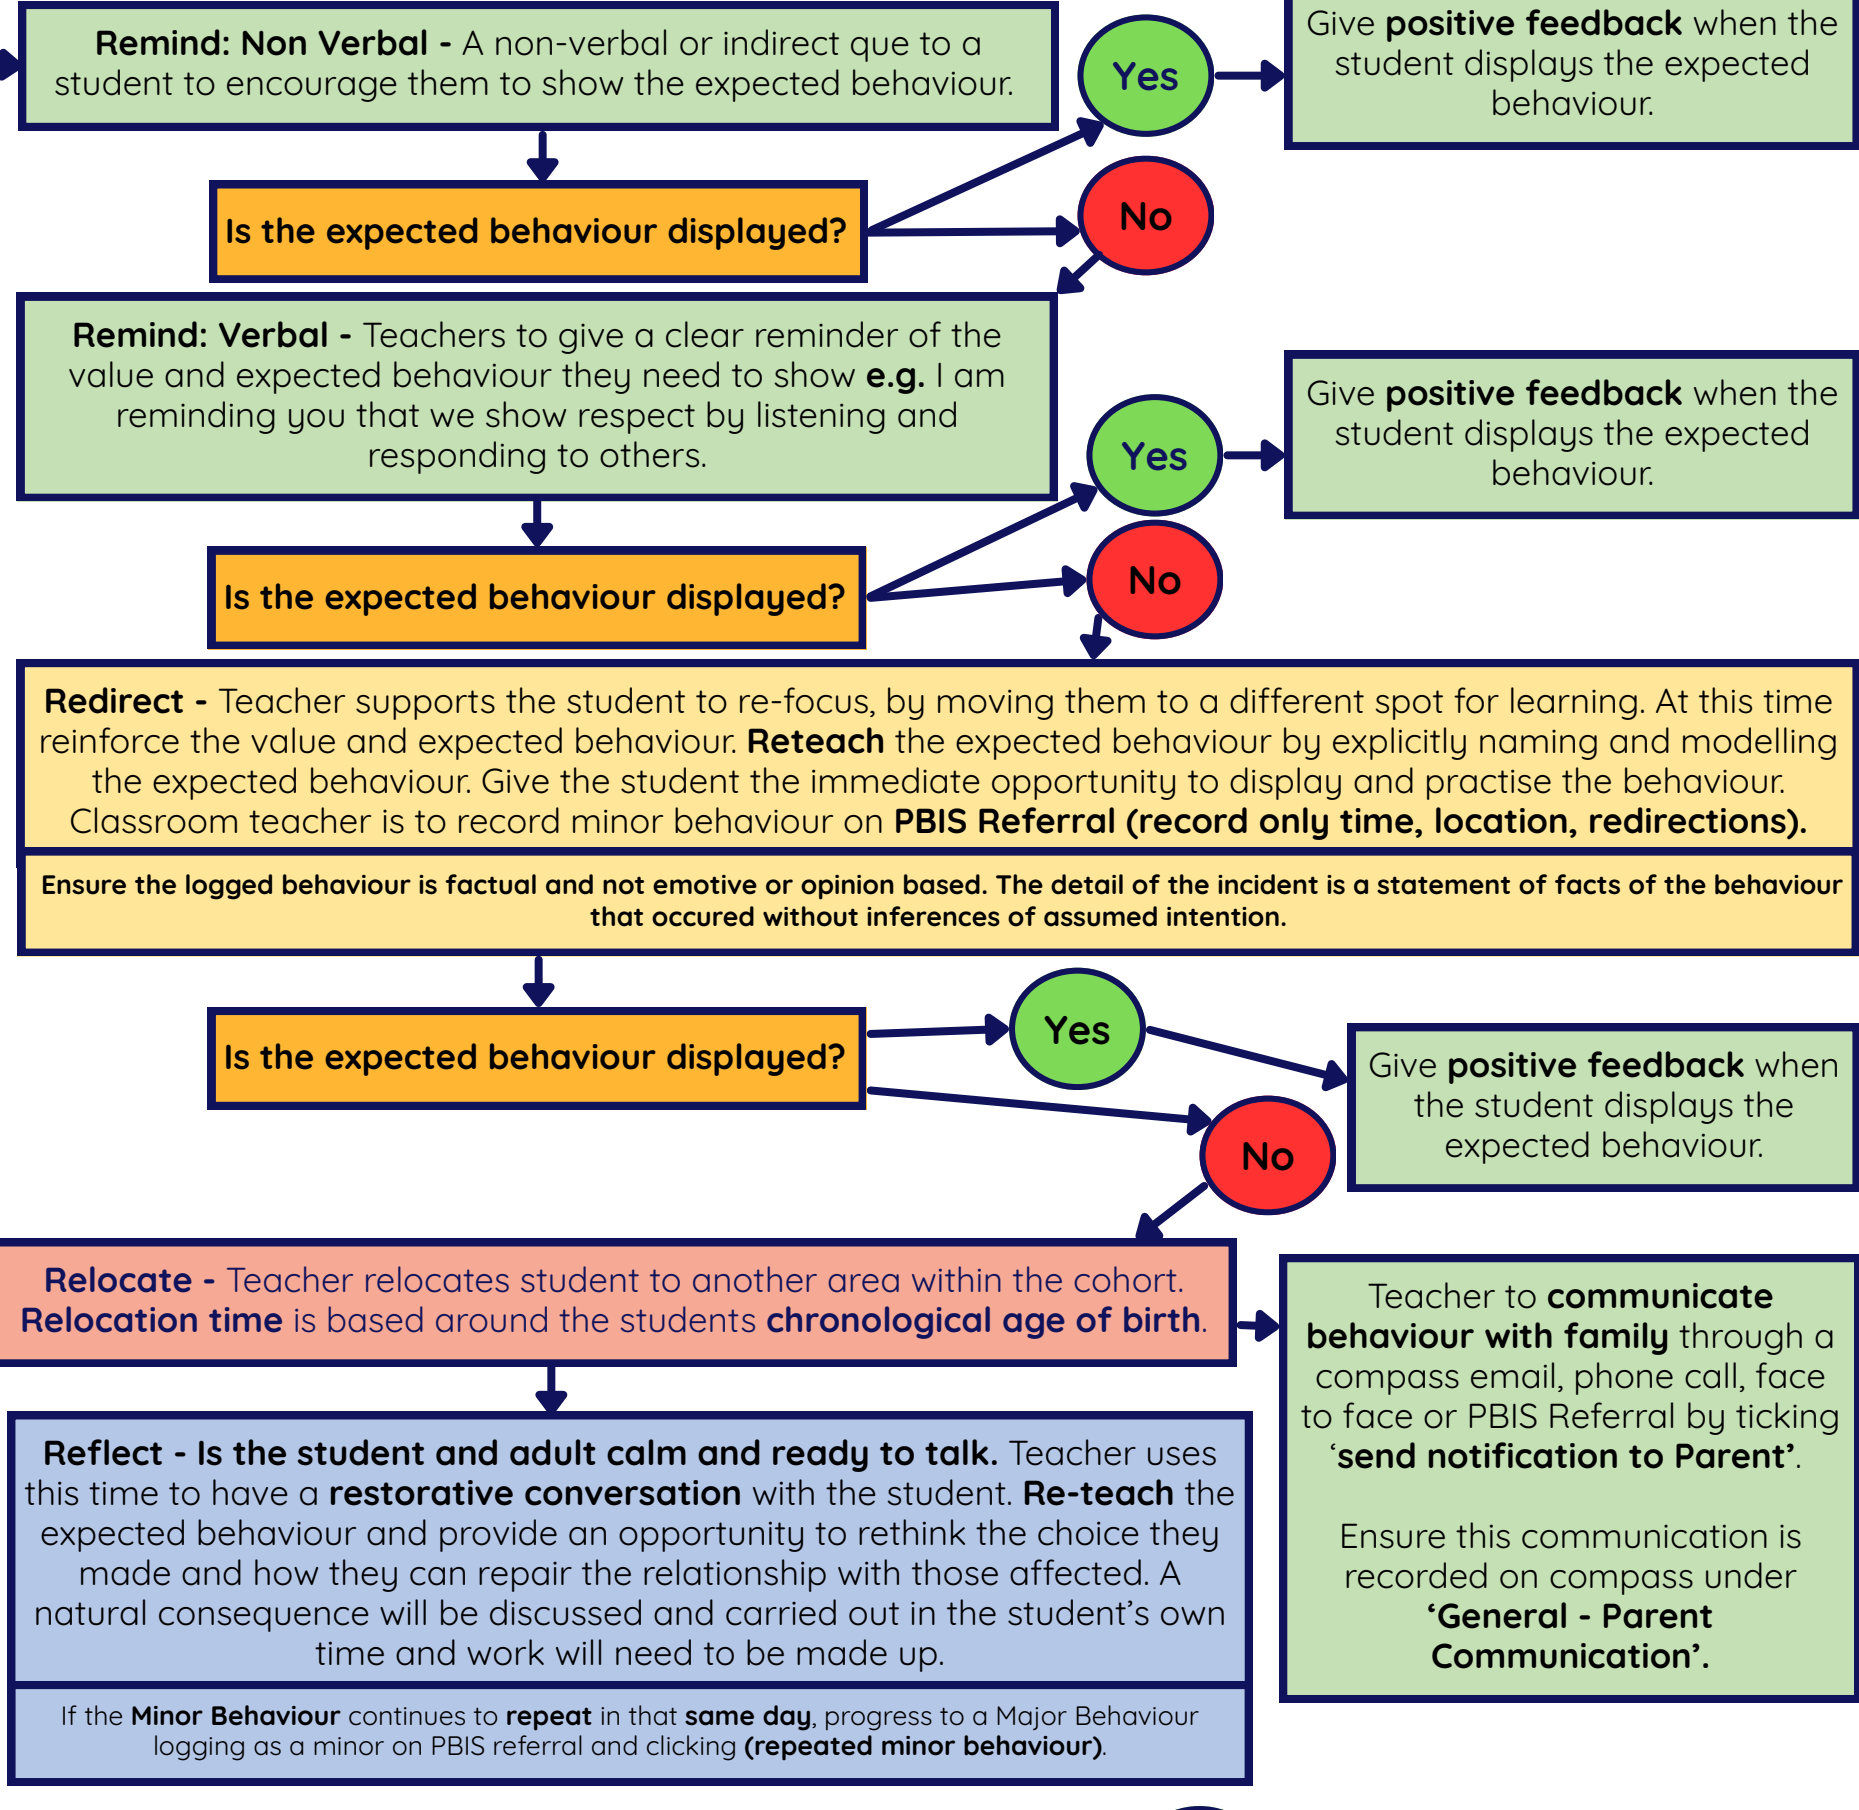 Remind: Non Verbal - A non-verbal or indirect que to a
student to encourage them to show the expected behaviour.
Yes
Give positive feedback when the
student displays the expected
behaviour.
Is the expected behaviour displayed?
No
Remind: Verbal - Teachers to give a clear reminder of the
value and expected behaviour they need to show e.g. I am
reminding you that we show respect by listening and
responding to others.
Yes
Give positive feedback when the
student displays the expected
behaviour.
Is the expected behaviour displayed?
No
Redirect - Teacher supports the student to re-focus, by moving them to a different spot for learning. At this time
reinforce the value and expected behaviour. Reteach the expected behaviour by explicitly naming and modelling
the expected behaviour. Give the student the immediate opportunity to display and practise the behaviour.
Classroom teacher is to record minor behaviour on PBIS Referral (record only time, location, redirections).
Ensure the logged behaviour is factual and not emotive or opinion based. The detail of the incident is a statement of facts of the behaviour
that occured without inferences of assumed intention.
Is the expected behaviour displayed?
Yes
Give positive feedback when
the student displays the
expected behaviour.
No
Relocate - Teacher relocates student to another area within the cohort.
Relocation time is based around the students chronological age of birth.
Teacher to communicate
behaviour with family through a
compass email, phone call, face
to face or PBIS Referral by ticking
‘send notification to Parent’.
Ensure this communication is
recorded on compass under
‘General - Parent
Communication’.
Reflect - Is the student and adult calm and ready to talk. Teacher uses
this time to have a restorative conversation with the student. Re-teach the
expected behaviour and provide an opportunity to rethink the choice they
made and how they can repair the relationship with those affected. A
natural consequence will be discussed and carried out in the student’s own
time and work will need to be made up.
If the Minor Behaviour continues to repeat in that same day, progress to a Major Behaviour
logging as a minor on PBIS referral and clicking (repeated minor behaviour).